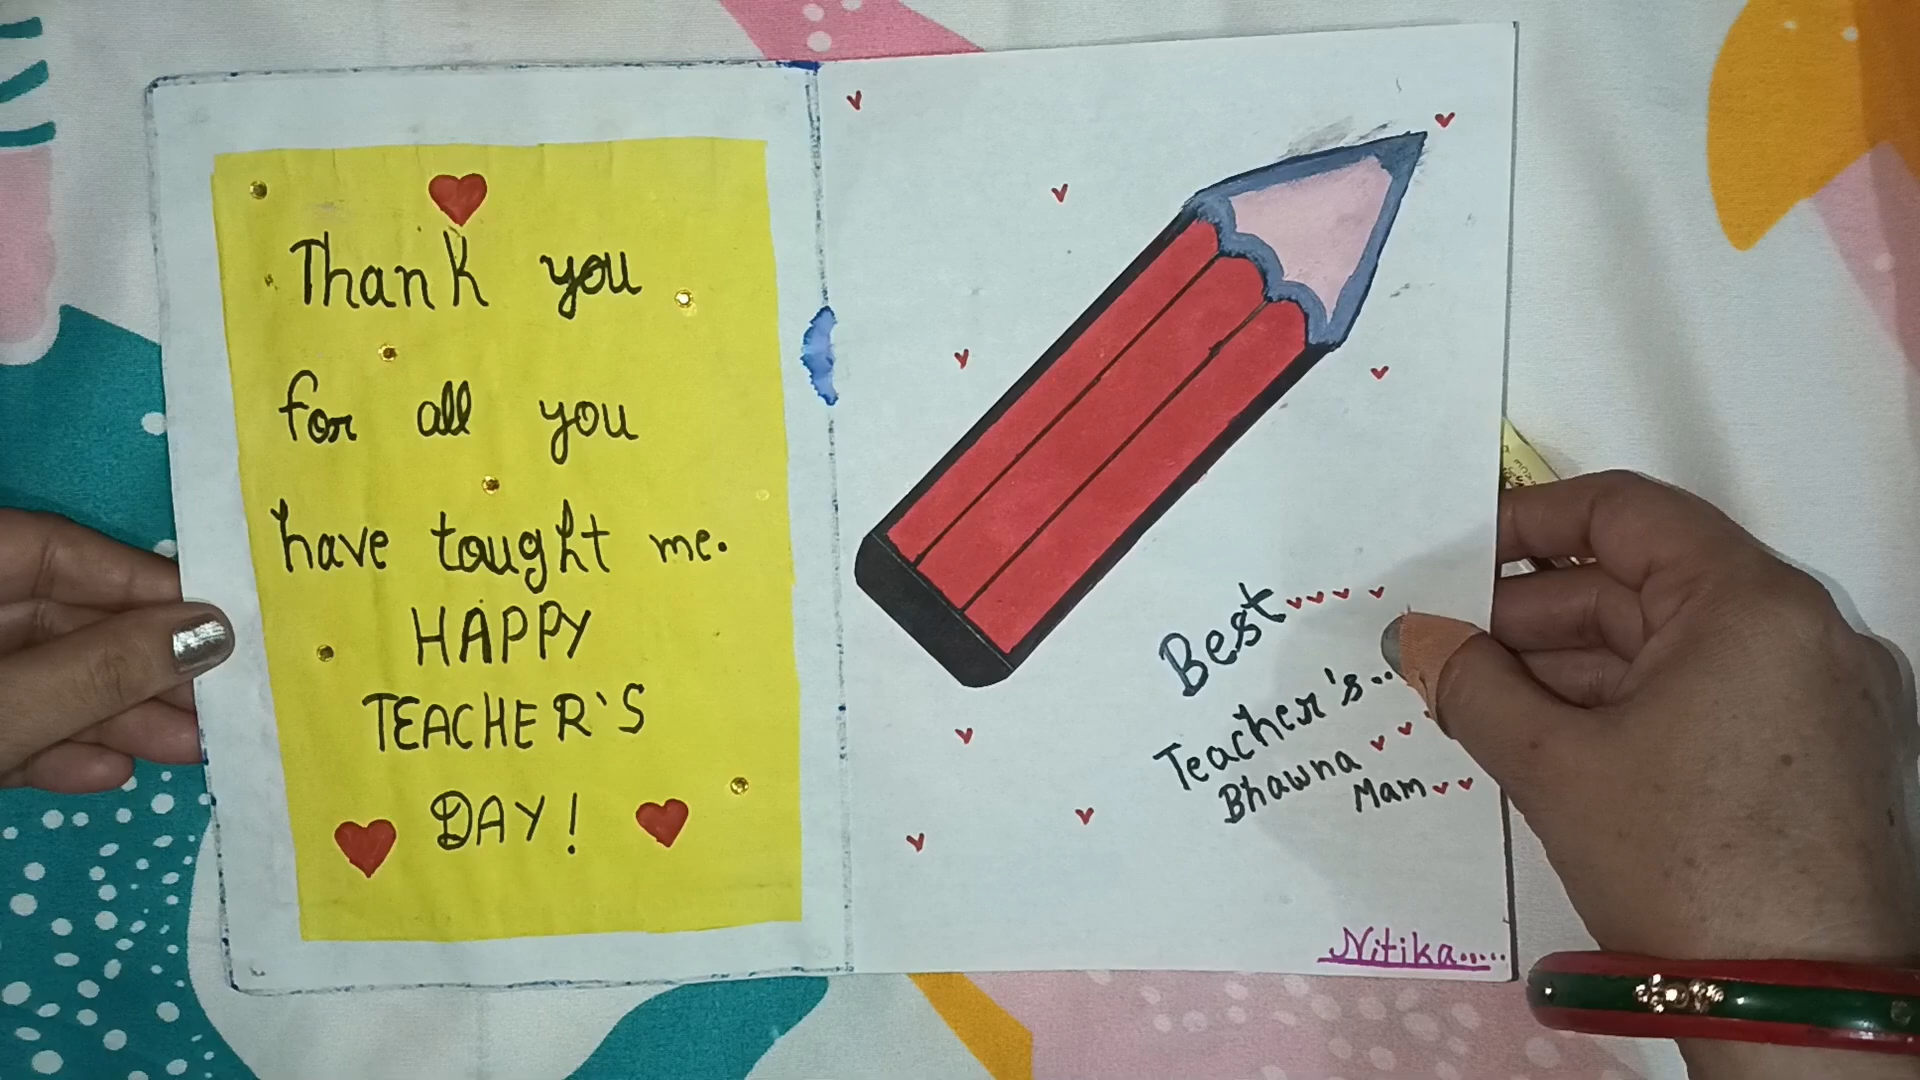 Thank you
for all you
have tought me.
HAPPY
TEACHER'S
DAY!
Best....
Teacher's..
Bhawna
Mam
Nitika.....